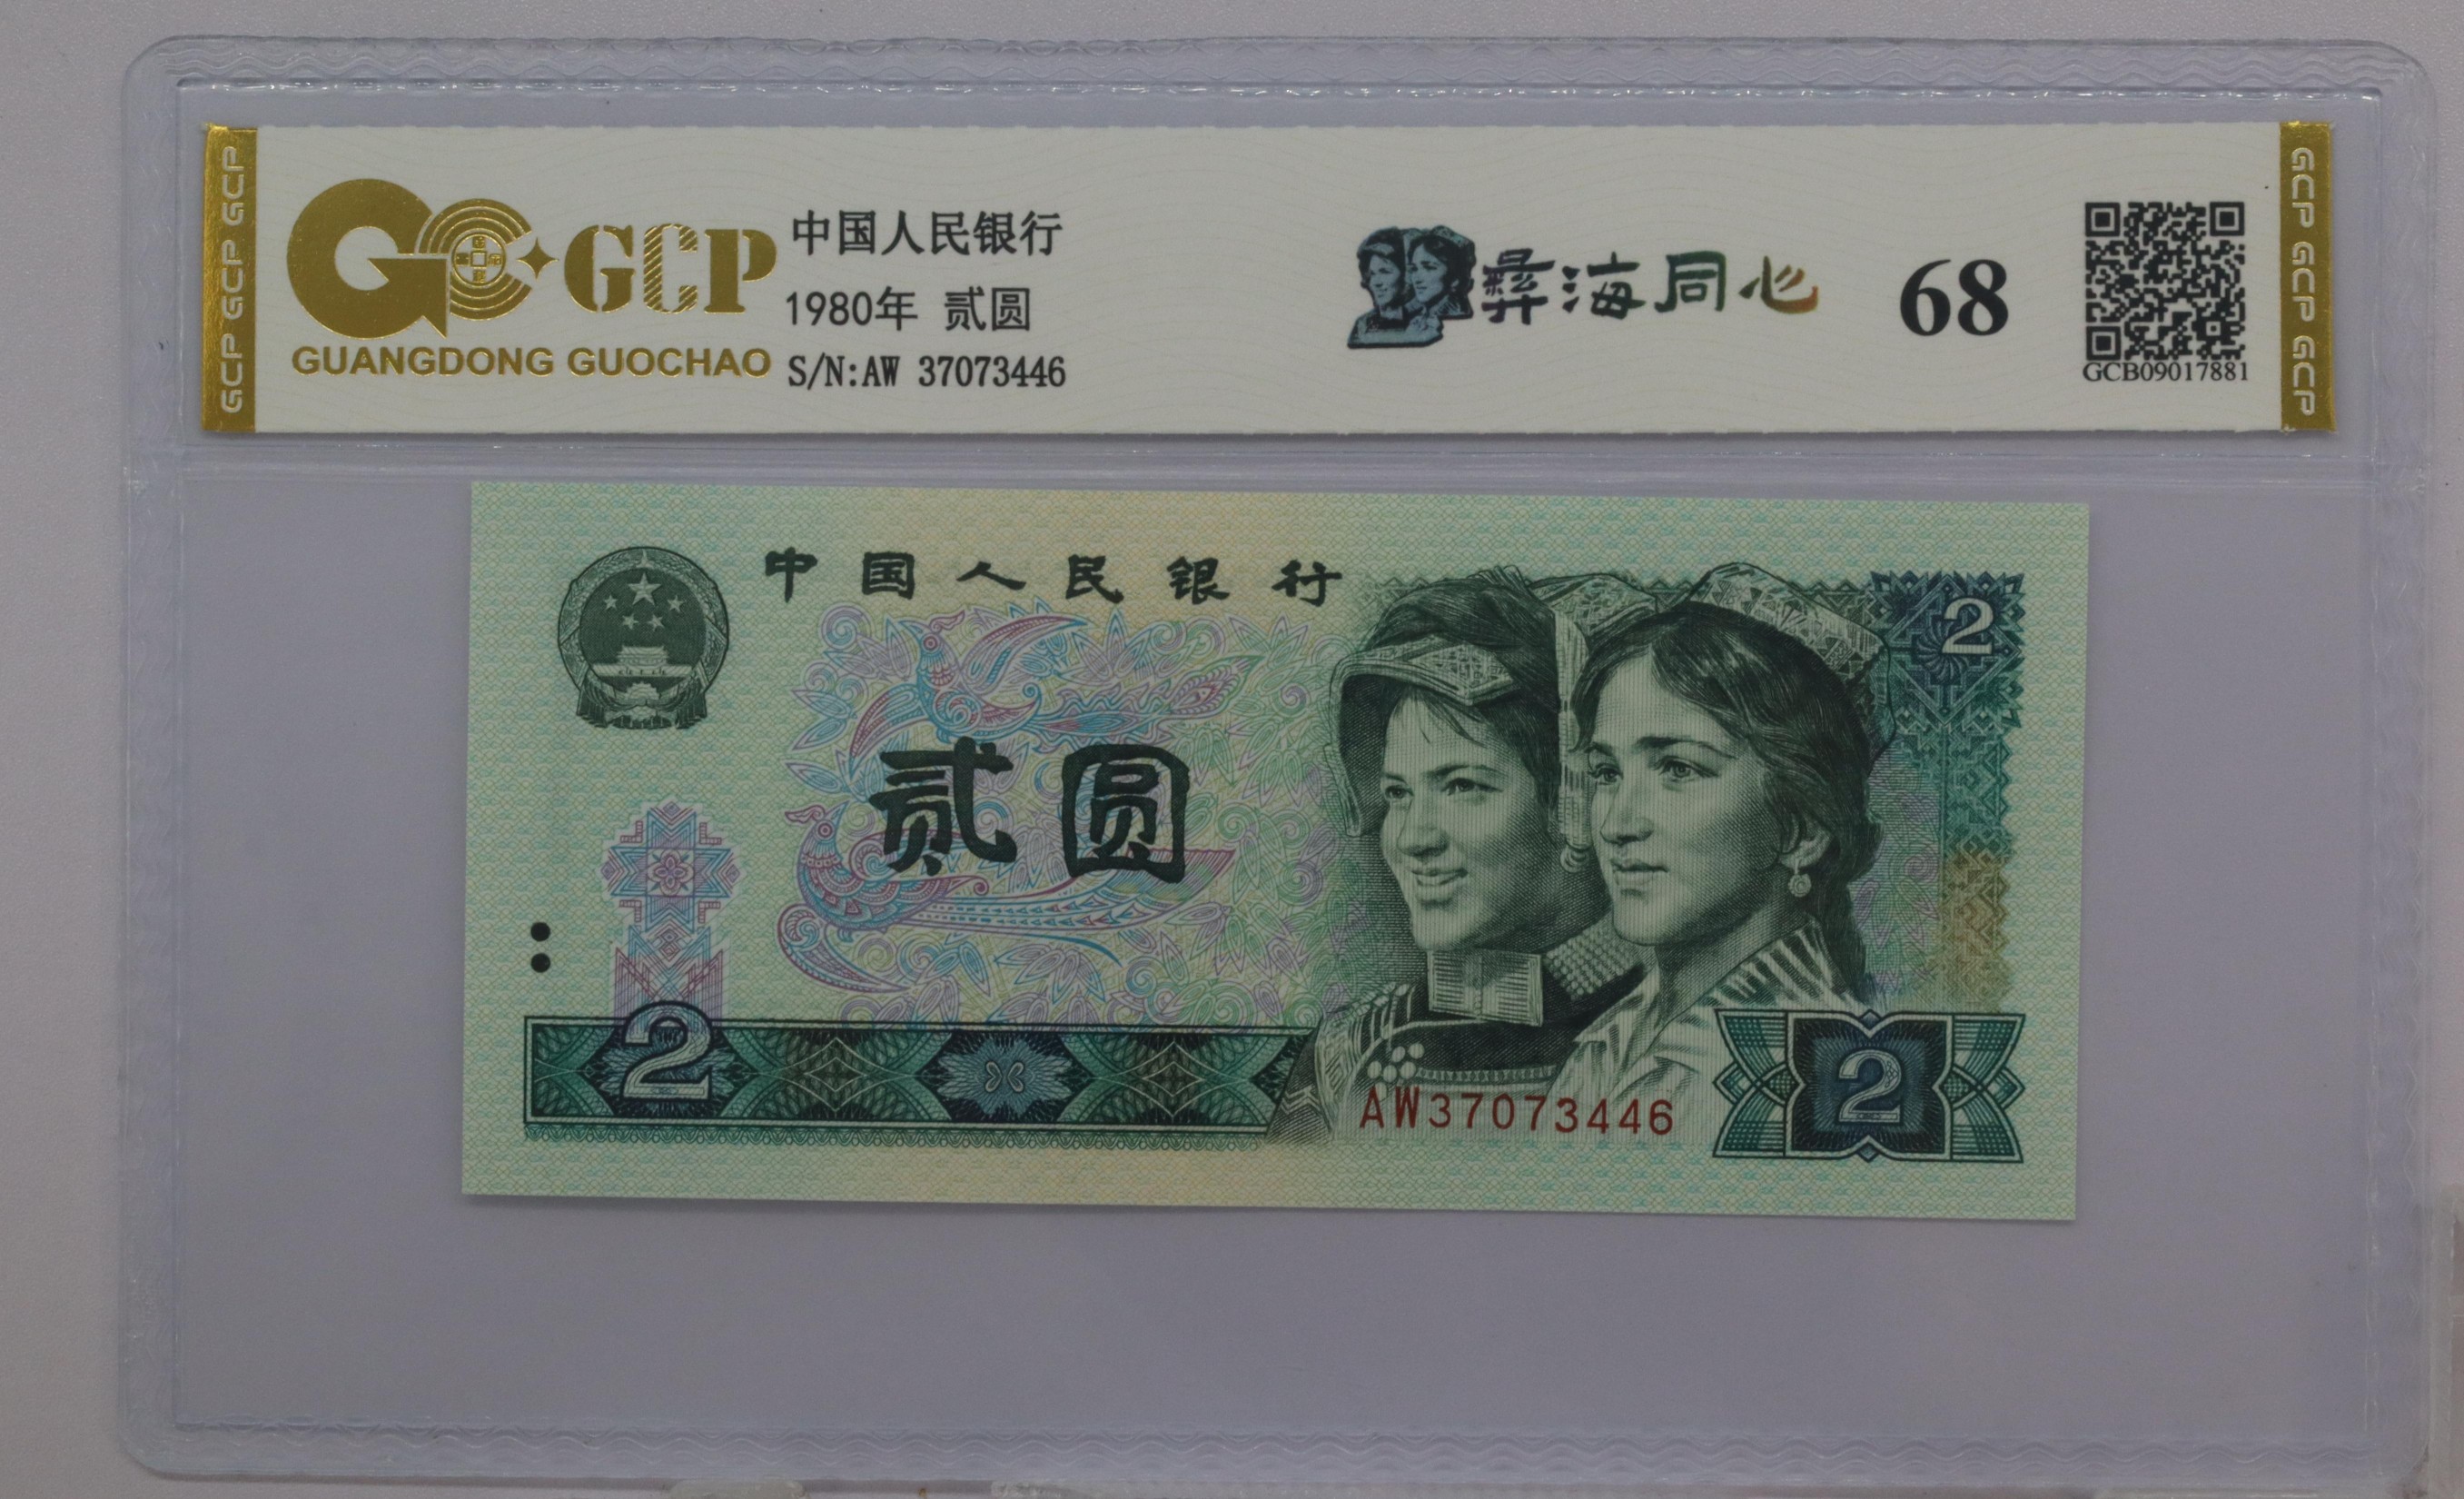 GCP GCP GCP
GCP
GUANGDONG GUOCHAO
中国人民银行
1980年 贰圆
S/N:AW 37073446
彝海同心
68
GCB09017881
GCP GCP GCP
中国人民银行
2
贰圆
2
AW37073446
2